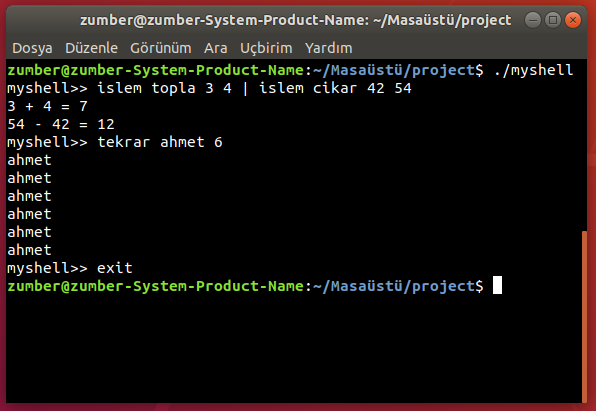 zumber@zumber-System-Product-Name: ~/Masaüstü/project
Dosya Düzenle Görünüm Ara Uçbirim Yardım
zumber@zumber-System-Product-Name:~/Masaüstü/project$ ./myshell
myshell>> islem topla 3 4 | islem cikar 42 54
3 + 4 = 7
54 - 42 = 12
myshell>> tekrar ahmet 6
ahmet
ahmet
ahmet
ahmet
ahmet
ahmet
myshell>> exit
zumber@zumber-System-Product-Name:~/Masaüstü/project$